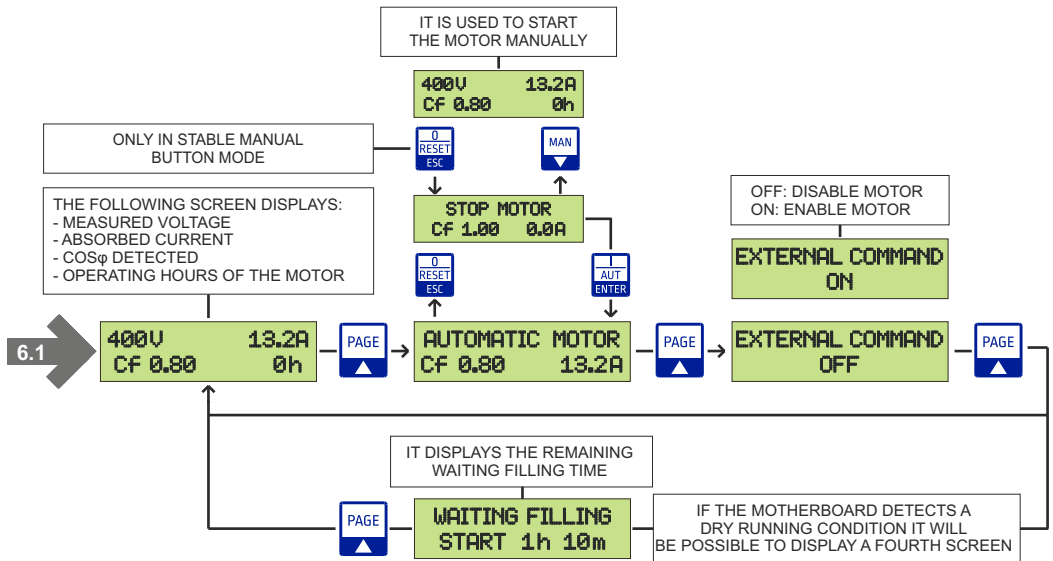 IT IS USED TO START
THE MOTOR MANUALLY
400V 13.2A
Cf 0.80 0h
ONLY IN STABLE MANUAL
BUTTON MODE
0
RESET
ESC
MAN
THE FOLLOWING SCREEN DISPLAYS:
- MEASURED VOLTAGE
- ABSORBED CURRENT
- COSφ DETECTED
- OPERATING HOURS OF THE MOTOR
STOP MOTOR
Cf 1.00 0.0A
OFF: DISABLE MOTOR
ON: ENABLE MOTOR
EXTERNAL COMMAND
ON
0
RESET
ESC
I
AUT
ENTER
6.1
400V 13.2A
Cf 0.80 0h
PAGE
AUTOMATIC MOTOR
Cf 0.80 13.2A
PAGE
EXTERNAL COMMAND
OFF
PAGE
IT DISPLAYS THE REMAINING
WAITING FILLING TIME
PAGE
WAITING FILLING
START 1h 10m
IF THE MOTHERBOARD DETECTS A
DRY RUNNING CONDITION IT WILL
BE POSSIBLE TO DISPLAY A FOURTH SCREEN